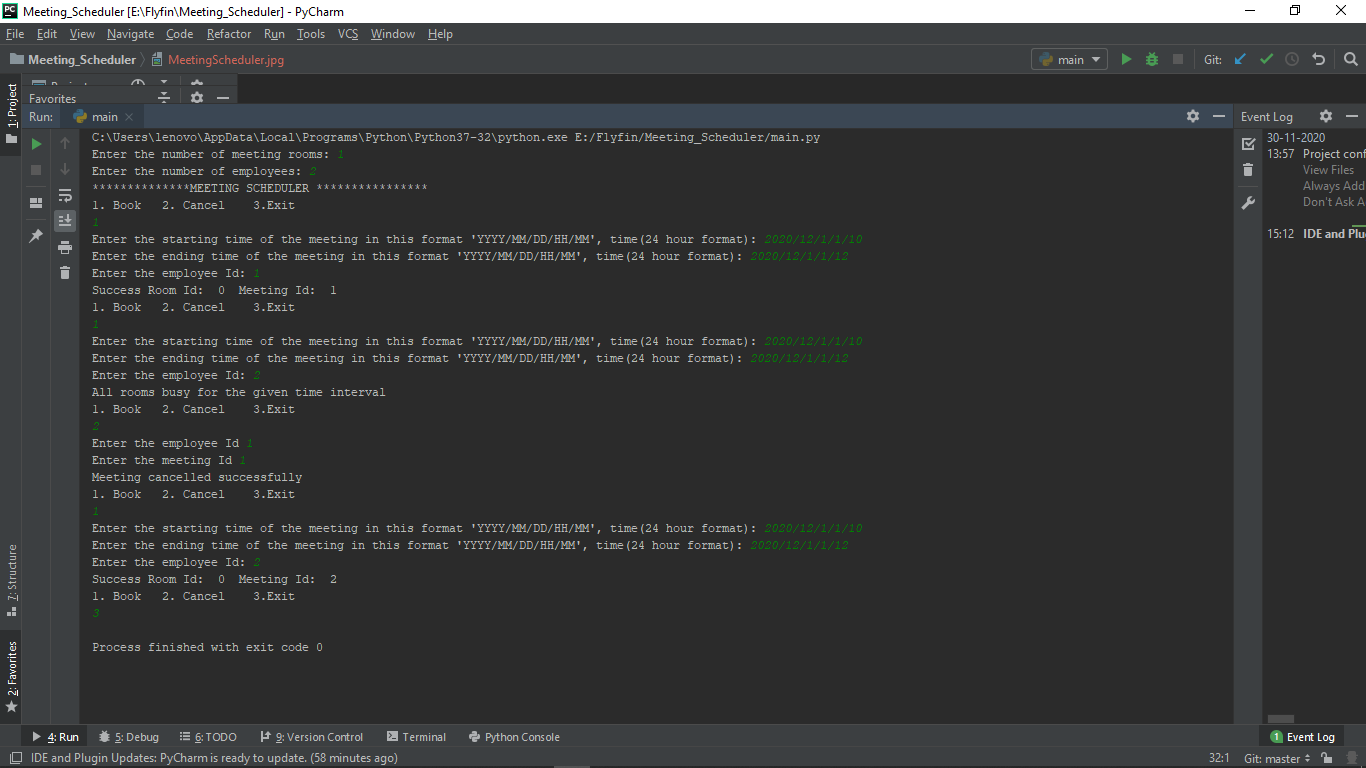 Meeting_Scheduler [E:\Flyfin\Meeting_Scheduler] - PyCharm
File Edit View Navigate Code Refactor Run Tools VCS Window Help
Meeting_Scheduler MeetingScheduler.jpg main Git:
1: Project
Favorites
Run: main
Event Log
C:\Users\lenovo\AppData\Local\Programs\Python\Python37-32\python.exe E:/Flyfin/Meeting_Scheduler/main.py
Enter the number of meeting rooms: 1
Enter the number of employees: 2
**************MEETING SCHEDULER ****************
1. Book   2. Cancel    3.Exit
1
Enter the starting time of the meeting in this format 'YYYY/MM/DD/HH/MM', time(24 hour format): 2020/12/1/1/10
Enter the ending time of the meeting in this format 'YYYY/MM/DD/HH/MM', time(24 hour format): 2020/12/1/1/12
Enter the employee Id: 1
Success Room Id:  0  Meeting Id:  1
1. Book   2. Cancel    3.Exit
1
Enter the starting time of the meeting in this format 'YYYY/MM/DD/HH/MM', time(24 hour format): 2020/12/1/1/10
Enter the ending time of the meeting in this format 'YYYY/MM/DD/HH/MM', time(24 hour format): 2020/12/1/1/12
Enter the employee Id: 2
All rooms busy for the given time interval
1. Book   2. Cancel    3.Exit
2
Enter the employee Id 1
Enter the meeting Id 1
Meeting cancelled successfully
1. Book   2. Cancel    3.Exit
1
Enter the starting time of the meeting in this format 'YYYY/MM/DD/HH/MM', time(24 hour format): 2020/12/1/1/10
Enter the ending time of the meeting in this format 'YYYY/MM/DD/HH/MM', time(24 hour format): 2020/12/1/1/12
Enter the employee Id: 2
Success Room Id:  0  Meeting Id:  2
1. Book   2. Cancel    3.Exit
3
Process finished with exit code 0
30-11-2020
13:57 Project conf
View Files
Always Add
Don't Ask A
15:12 IDE and Plu
7: Structure
2: Favorites
4: Run 5: Debug 6: TODO 9: Version Control Terminal Python Console 1 Event Log
IDE and Plugin Updates: PyCharm is ready to update. (58 minutes ago) 32:1 Git: master